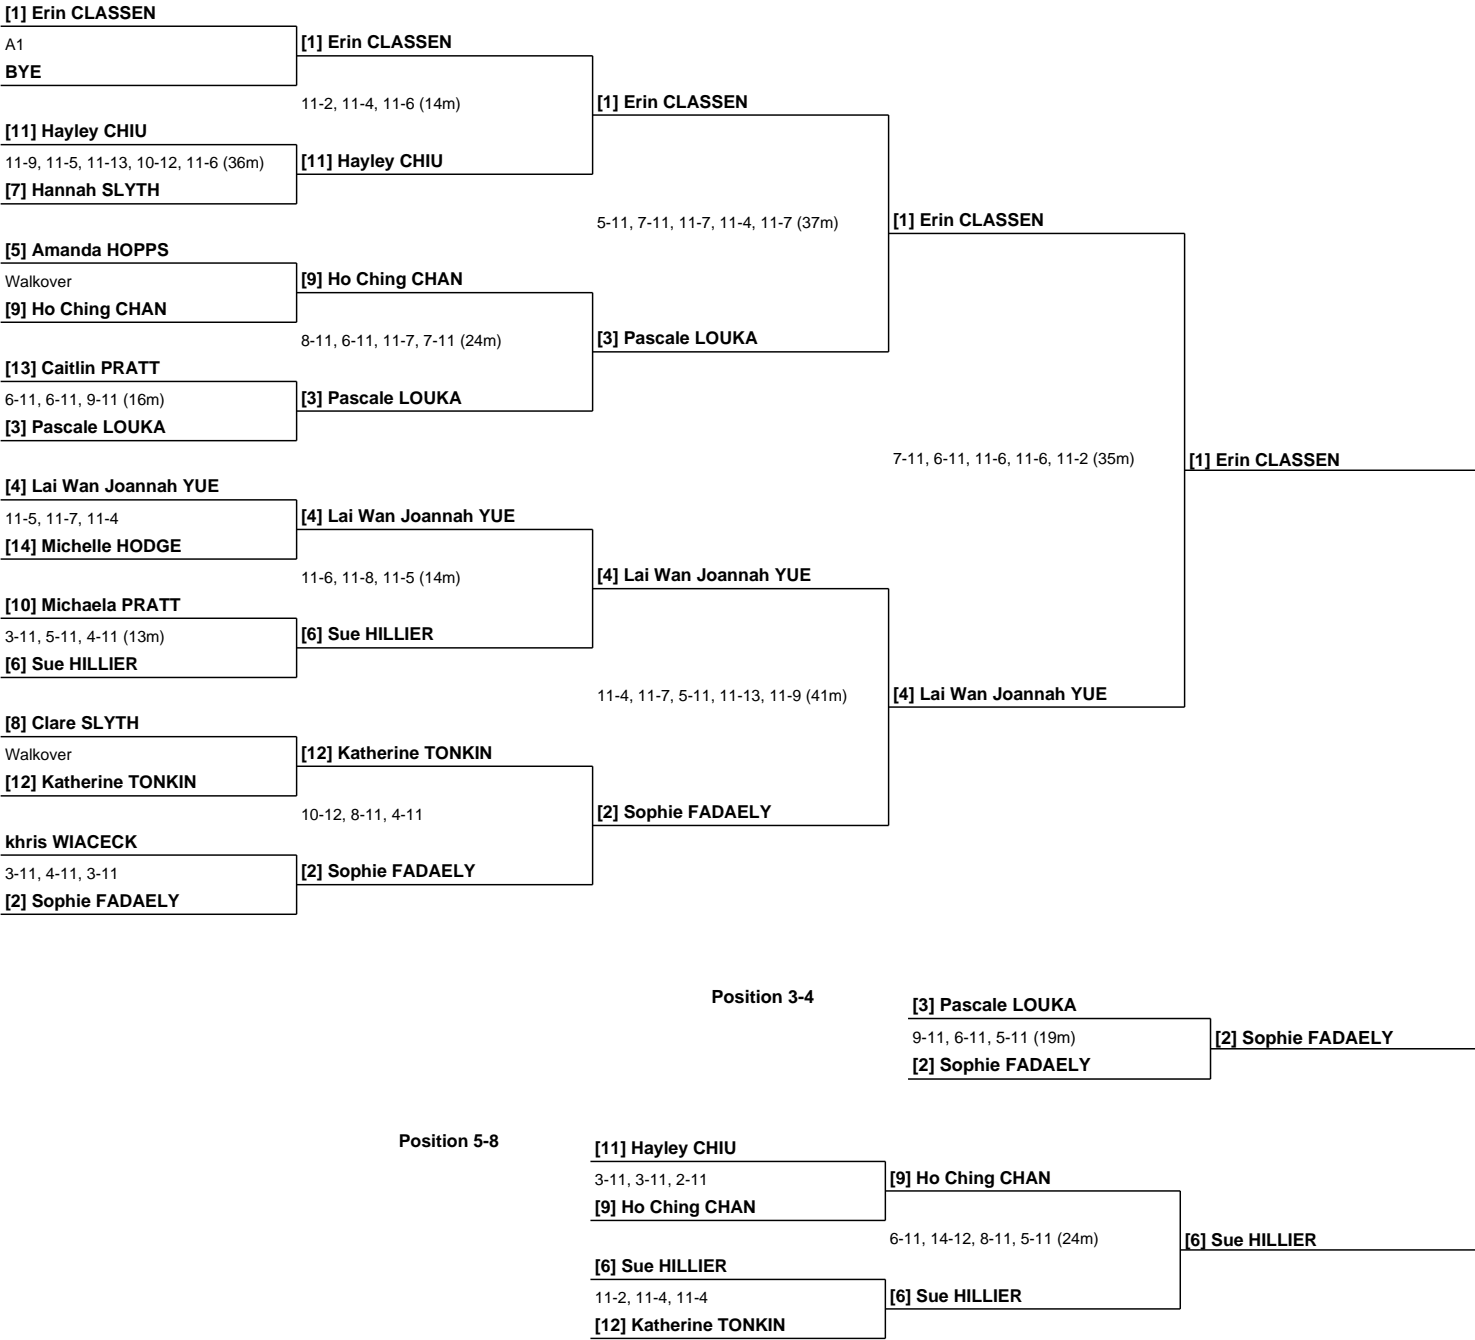 [1] Erin CLASSEN
A1
BYE
[11] Hayley CHIU
11-9, 11-5, 11-13, 10-12, 11-6 (36m)
[7] Hannah SLYTH
[5] Amanda HOPPS
Walkover
[9] Ho Ching CHAN
[13] Caitlin PRATT
6-11, 6-11, 9-11 (16m)
[3] Pascale LOUKA
[4] Lai Wan Joannah YUE
11-5, 11-7, 11-4
[14] Michelle HODGE
[10] Michaela PRATT
3-11, 5-11, 4-11 (13m)
[6] Sue HILLIER
[8] Clare SLYTH
Walkover
[12] Katherine TONKIN
khris WIACECK
3-11, 4-11, 3-11
[2] Sophie FADAELY
[1] Erin CLASSEN
11-2, 11-4, 11-6 (14m)
[11] Hayley CHIU
[9] Ho Ching CHAN
8-11, 6-11, 11-7, 7-11 (24m)
[3] Pascale LOUKA
[4] Lai Wan Joannah YUE
11-6, 11-8, 11-5 (14m)
[6] Sue HILLIER
[12] Katherine TONKIN
10-12, 8-11, 4-11
[2] Sophie FADAELY
[1] Erin CLASSEN
5-11, 7-11, 11-7, 11-4, 11-7 (37m)
[3] Pascale LOUKA
[4] Lai Wan Joannah YUE
11-4, 11-7, 5-11, 11-13, 11-9 (41m)
[2] Sophie FADAELY
[1] Erin CLASSEN
7-11, 6-11, 11-6, 11-6, 11-2 (35m)
[4] Lai Wan Joannah YUE
[1] Erin CLASSEN
Position 3-4
[3] Pascale LOUKA
9-11, 6-11, 5-11 (19m)
[2] Sophie FADAELY
[2] Sophie FADAELY
Position 5-8
[11] Hayley CHIU
3-11, 3-11, 2-11
[9] Ho Ching CHAN
[6] Sue HILLIER
11-2, 11-4, 11-4
[12] Katherine TONKIN
[9] Ho Ching CHAN
6-11, 14-12, 8-11, 5-11 (24m)
[6] Sue HILLIER
[6] Sue HILLIER